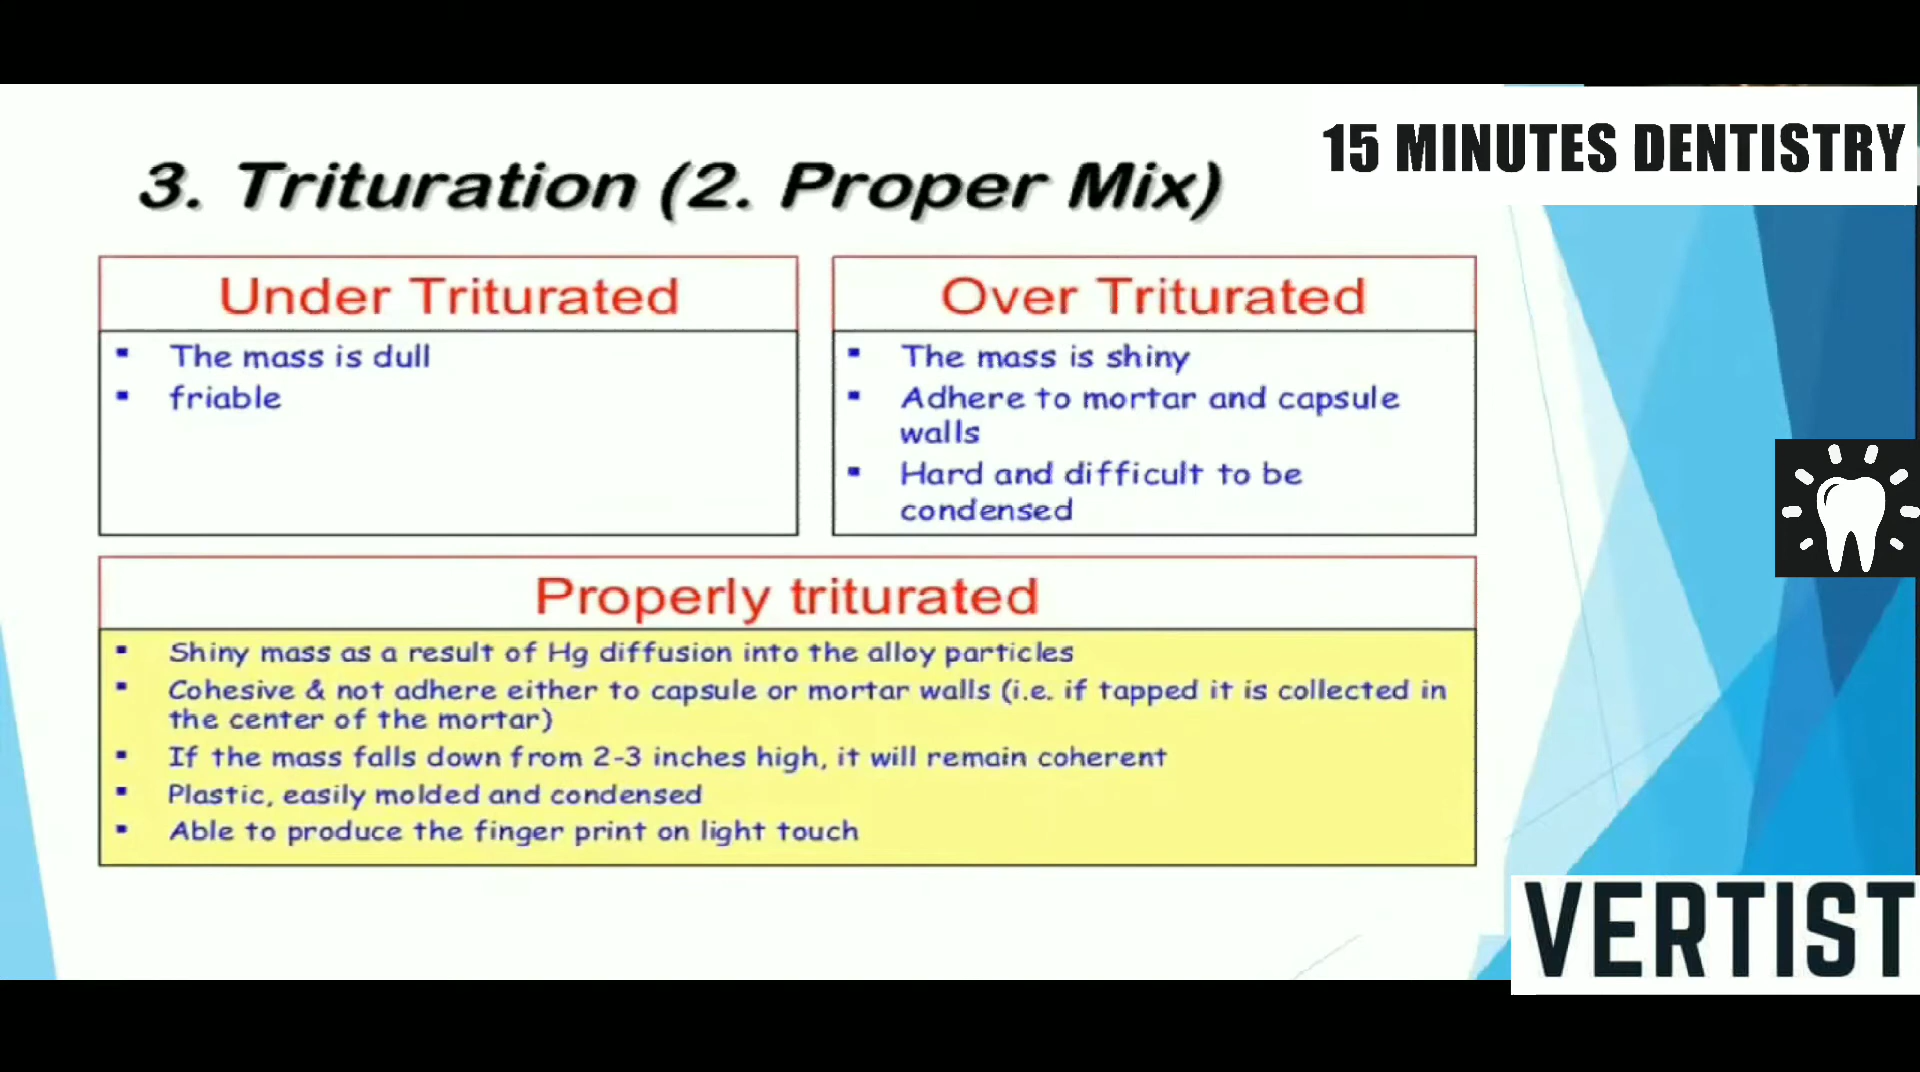 15 MINUTES DENTISTRY
3. Trituration (2. Proper Mix)
Under Triturated
▪ The mass is dull
▪ friable
Over Triturated
▪ The mass is shiny
▪ Adhere to mortar and capsule
walls
▪ Hard and difficult to be
condensed
Properly triturated
▪ Shiny mass as a result of Hg diffusion into the alloy particles
▪ Cohesive & not adhere either to capsule or mortar walls (i.e. if tapped it is collected in
the center of the mortar)
▪ If the mass falls down from 2-3 inches high, it will remain coherent
▪ Plastic, easily molded and condensed
▪ Able to produce the finger print on light touch
VERTIST